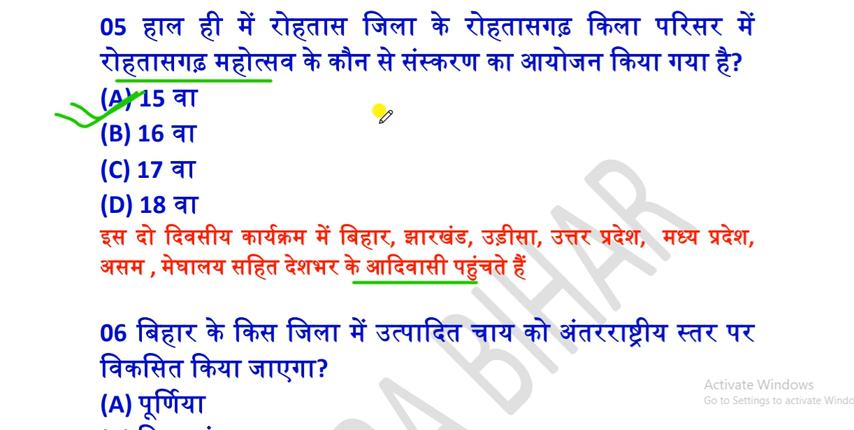 05 हाल ही में रोहतास जिला के रोहतासगढ़ किला परिसर में
रोहतासगढ़ महोत्सव के कौन से संस्करण का आयोजन किया गया है?
(A) 15 वा
(B) 16 वा
(C) 17 वा
(D) 18 वा
इस दो दिवसीय कार्यक्रम में बिहार, झारखंड, उड़ीसा, उत्तर प्रदेश, मध्य प्रदेश,
असम , मेघालय सहित देशभर के आदिवासी पहुंचते हैं
06 बिहार के किस जिला में उत्पादित चाय को अंतरराष्ट्रीय स्तर पर
विकसित किया जाएगा?
(A) पूर्णिया
BIHAR
Activate Windows
Go to Settings to activate Windo